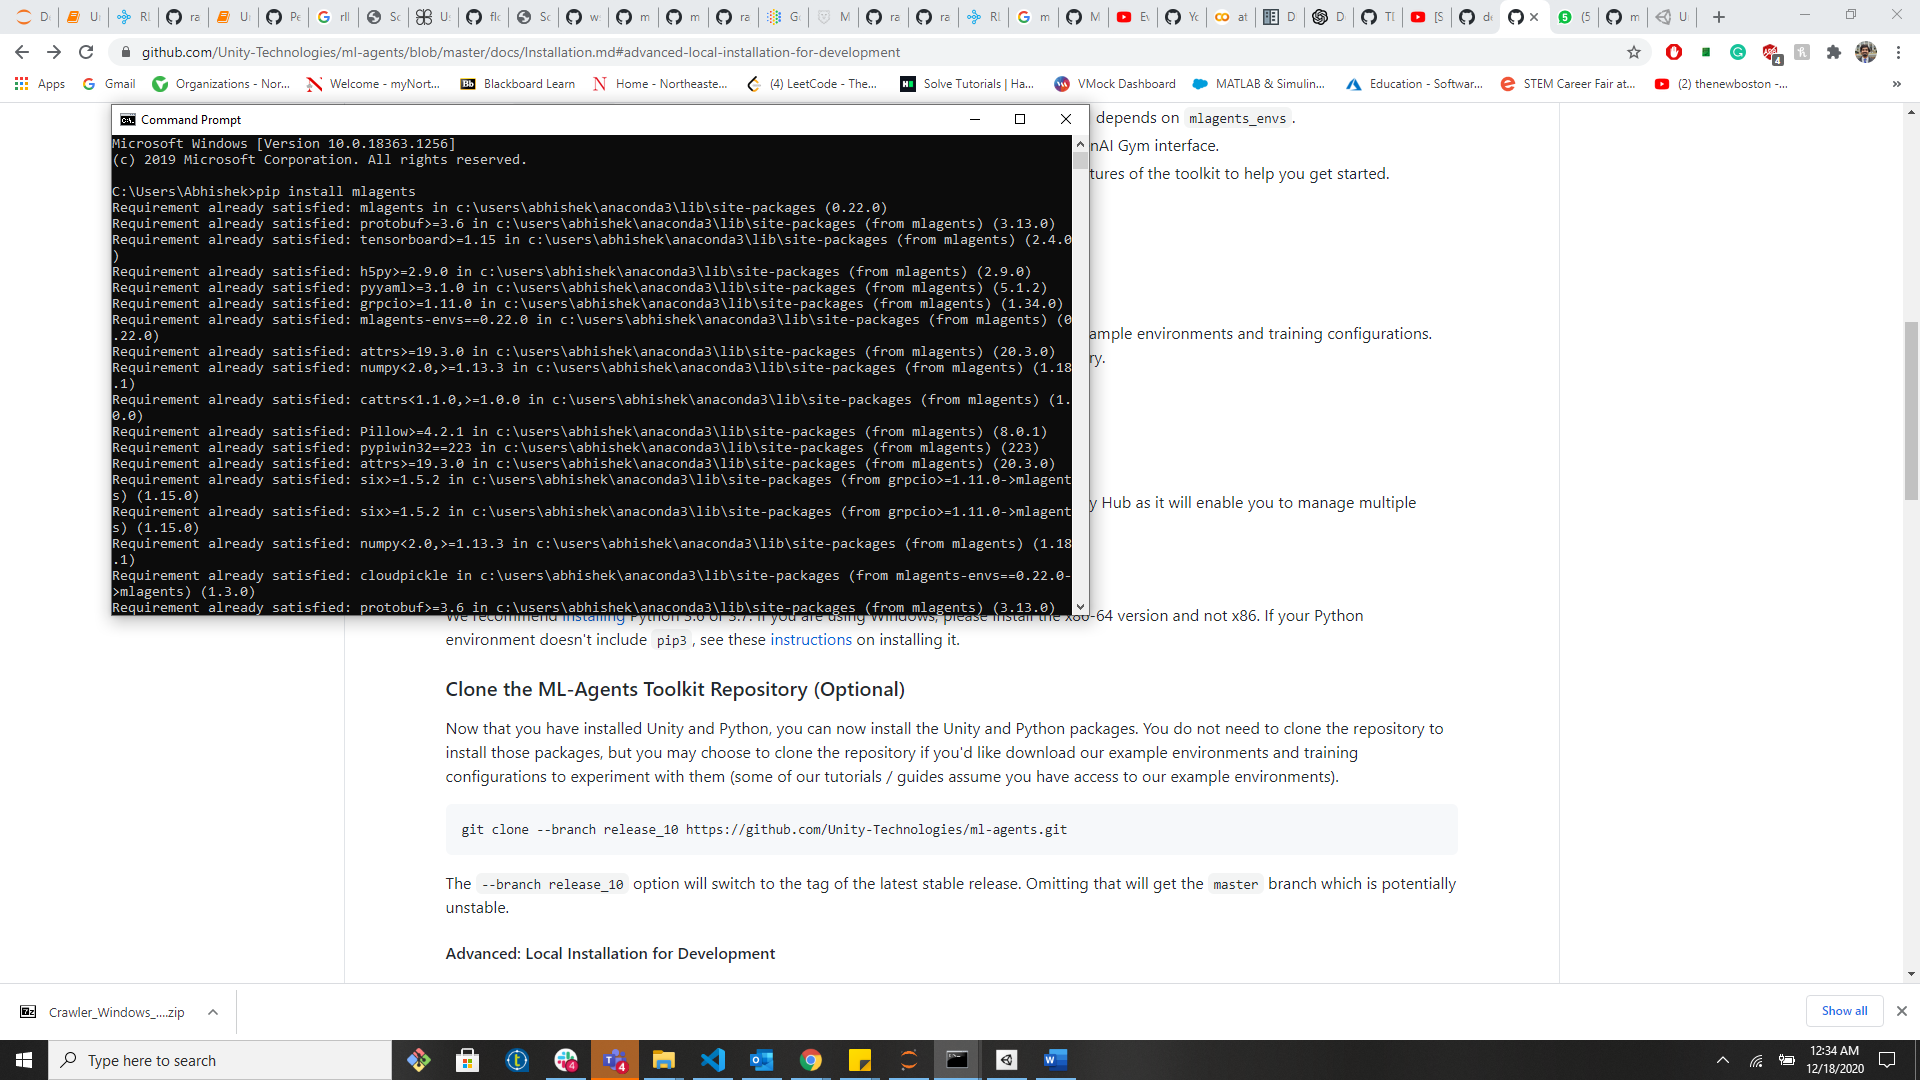 github.com/Unity-Technologies/ml-agents/blob/master/docs/Installation.md#advanced-local-installation-for-development
Apps
Gmail
Organizations - Nor...
Welcome - myNort...
Blackboard Learn
Home - Northeaste...
(4) LeetCode - The...
Solve Tutorials | Ha...
VMock Dashboard
MATLAB & Simulin...
Education - Softwar...
STEM Career Fair at...
(2) thenewboston -...
Command Prompt
Microsoft Windows [Version 10.0.18363.1256]
(c) 2019 Microsoft Corporation. All rights reserved.
C:\Users\Abhishek>pip install mlagents
Requirement already satisfied: mlagents in c:\users\abhishek\anaconda3\lib\site-packages (0.22.0)
Requirement already satisfied: protobuf>=3.6 in c:\users\abhishek\anaconda3\lib\site-packages (from mlagents) (3.13.0)
Requirement already satisfied: tensorboard>=1.15 in c:\users\abhishek\anaconda3\lib\site-packages (from mlagents) (2.4.0
)
Requirement already satisfied: h5py>=2.9.0 in c:\users\abhishek\anaconda3\lib\site-packages (from mlagents) (2.9.0)
Requirement already satisfied: pyyaml>=3.1.0 in c:\users\abhishek\anaconda3\lib\site-packages (from mlagents) (5.1.2)
Requirement already satisfied: grpcio>=1.11.0 in c:\users\abhishek\anaconda3\lib\site-packages (from mlagents) (1.34.0)
Requirement already satisfied: mlagents-envs==0.22.0 in c:\users\abhishek\anaconda3\lib\site-packages (from mlagents) (0
.22.0)
Requirement already satisfied: attrs>=19.3.0 in c:\users\abhishek\anaconda3\lib\site-packages (from mlagents) (20.3.0)
Requirement already satisfied: numpy<2.0,>=1.13.3 in c:\users\abhishek\anaconda3\lib\site-packages (from mlagents) (1.18
.1)
Requirement already satisfied: cattrs<1.1.0,>=1.0.0 in c:\users\abhishek\anaconda3\lib\site-packages (from mlagents) (1.
0.0)
Requirement already satisfied: Pillow>=4.2.1 in c:\users\abhishek\anaconda3\lib\site-packages (from mlagents) (8.0.1)
Requirement already satisfied: pypiwin32==223 in c:\users\abhishek\anaconda3\lib\site-packages (from mlagents) (223)
Requirement already satisfied: attrs>=19.3.0 in c:\users\abhishek\anaconda3\lib\site-packages (from mlagents) (20.3.0)
Requirement already satisfied: six>=1.5.2 in c:\users\abhishek\anaconda3\lib\site-packages (from grpcio>=1.11.0->mlagent
s) (1.15.0)
Requirement already satisfied: six>=1.5.2 in c:\users\abhishek\anaconda3\lib\site-packages (from grpcio>=1.11.0->mlagent
s) (1.15.0)
Requirement already satisfied: numpy<2.0,>=1.13.3 in c:\users\abhishek\anaconda3\lib\site-packages (from mlagents) (1.18
.1)
Requirement already satisfied: cloudpickle in c:\users\abhishek\anaconda3\lib\site-packages (from mlagents-envs==0.22.0-
>mlagents) (1.3.0)
Requirement already satisfied: protobuf>=3.6 in c:\users\abhishek\anaconda3\lib\site-packages (from mlagents) (3.13.0)
depends on mlagents_envs .
nAI Gym interface.
tures of the toolkit to help you get started.
ample environments and training configurations.
ry.
y Hub as it will enable you to manage multiple
We recommend installing Python 3.6 or 3.7. If you are using Windows, please install the x86-64 version and not x86. If your Python
environment doesn't include pip3 , see these instructions on installing it.
Clone the ML-Agents Toolkit Repository (Optional)
Now that you have installed Unity and Python, you can now install the Unity and Python packages. You do not need to clone the repository to
install those packages, but you may choose to clone the repository if you'd like download our example environments and training
configurations to experiment with them (some of our tutorials / guides assume you have access to our example environments).
git clone --branch release_10 https://github.com/Unity-Technologies/ml-agents.git
The --branch release_10 option will switch to the tag of the latest stable release. Omitting that will get the master branch which is potentially
unstable.
Advanced: Local Installation for Development
Crawler_Windows_....zip
Show all
Type here to search
12:34 AM
12/18/2020